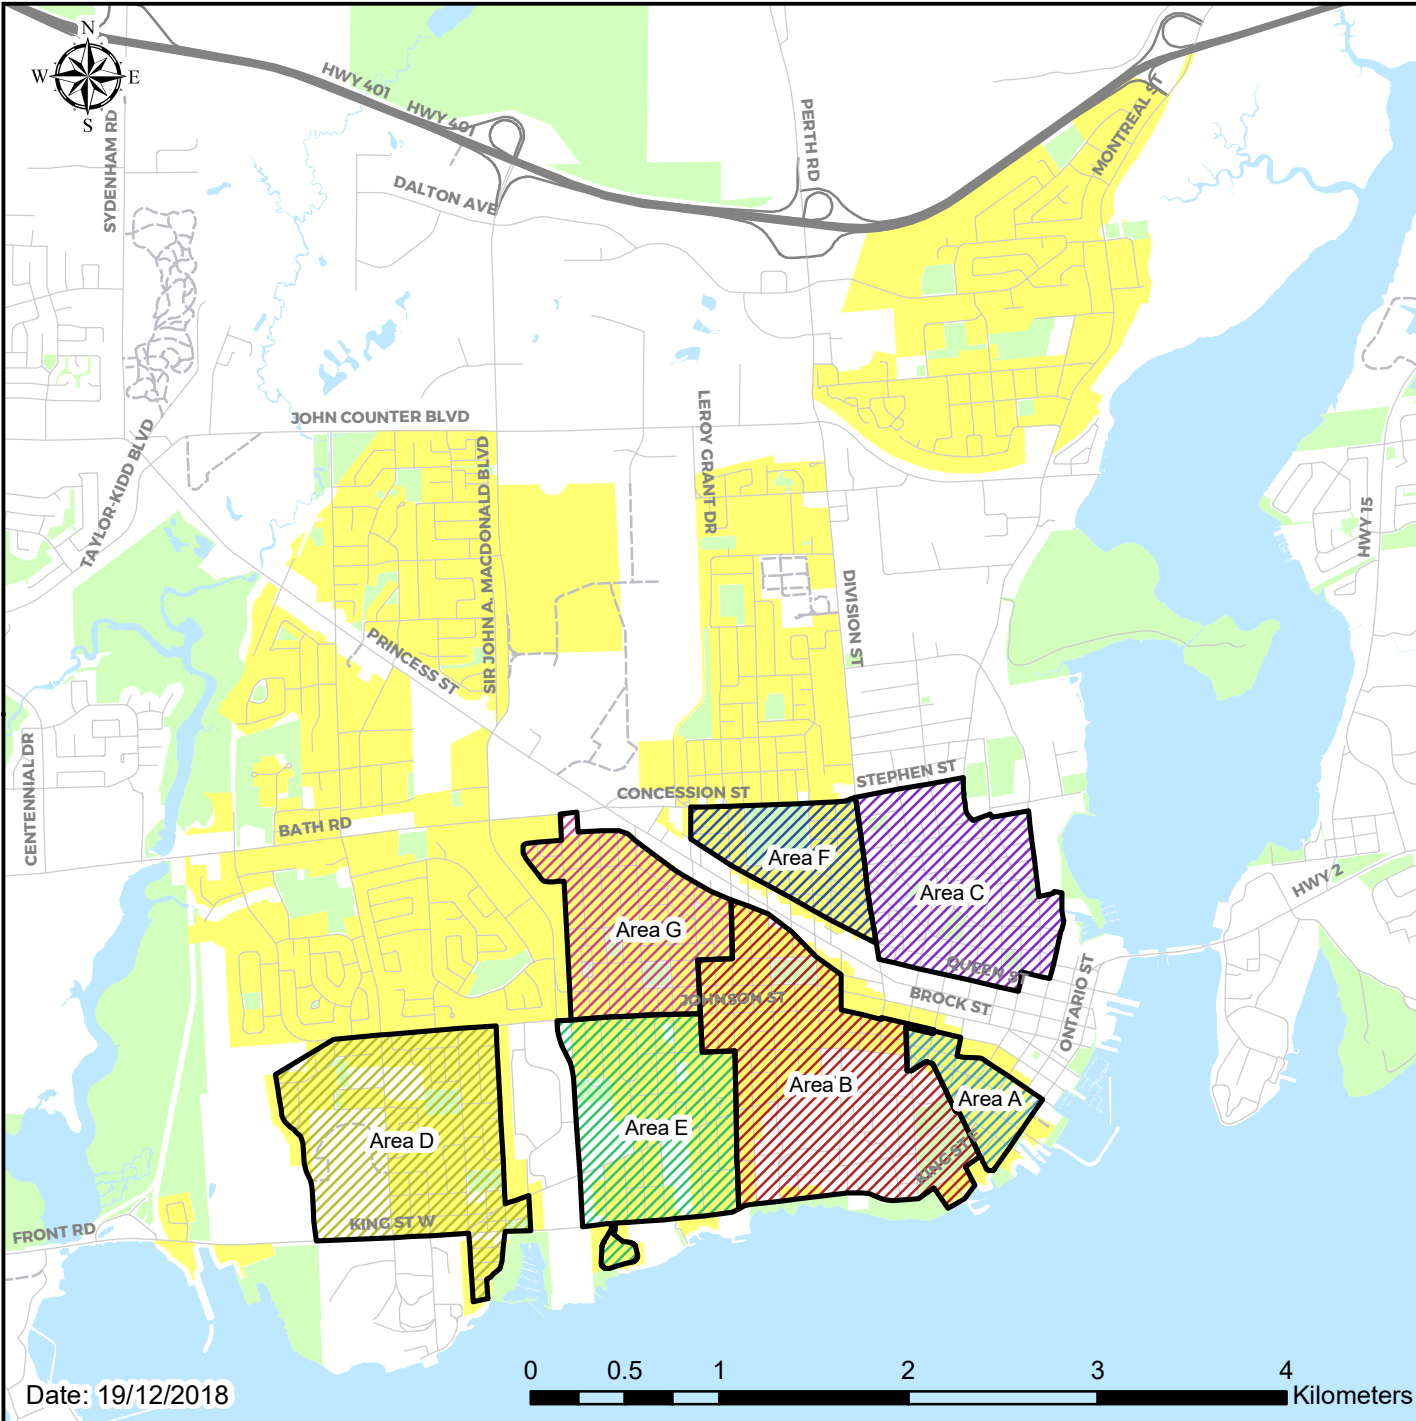 N
W E
S
HWY 401
HWY 401
SYDENHAM RD
DALTON AVE
PERTH RD
MONTREAL ST
JOHN COUNTER BLVD
TAYLOR-KIDD BLVD
SIR JOHN A. MACDONALD BLVD
LEROY GRANT DR
HWY 15
DIVISION ST
PRINCESS ST
CENTENNIAL DR
STEPHEN ST
CONCESSION ST
BATH RD
Area F
HWY 2
Area C
Area G
QUEEN ST
BROCK ST
JOHNSON ST
ONTARIO ST
Area B
Area A
Area E
Area D
KING ST E
KING ST W
FRONT RD
0 0.5 1 2 3 4
Kilometers
Date: 19/12/2018